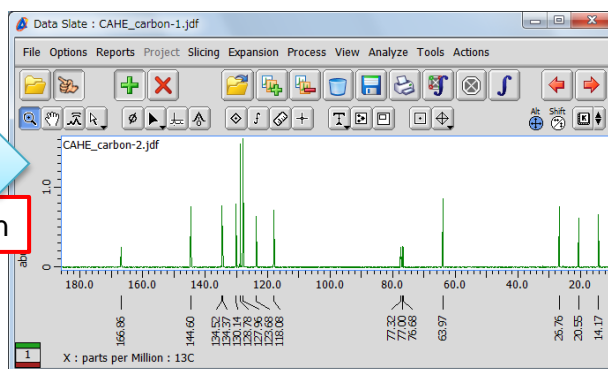 Data Slate : CAHE_carbon-1.jdf
File Options Reports Project Slicing Expansion Process View Analyze Tools Actions
Alt Shift
CAHE_carbon-2.jdf
1.0
0
n
180.0 160.0 140.0 120.0 100.0 80.0 60.0 40.0 20.0
166.86 144.60 134.52 134.37 130.14 128.78 127.96 123.68 118.08 77.32 77.00 76.68 63.97 26.76 20.55 14.17
1 X : parts per Million : 13C